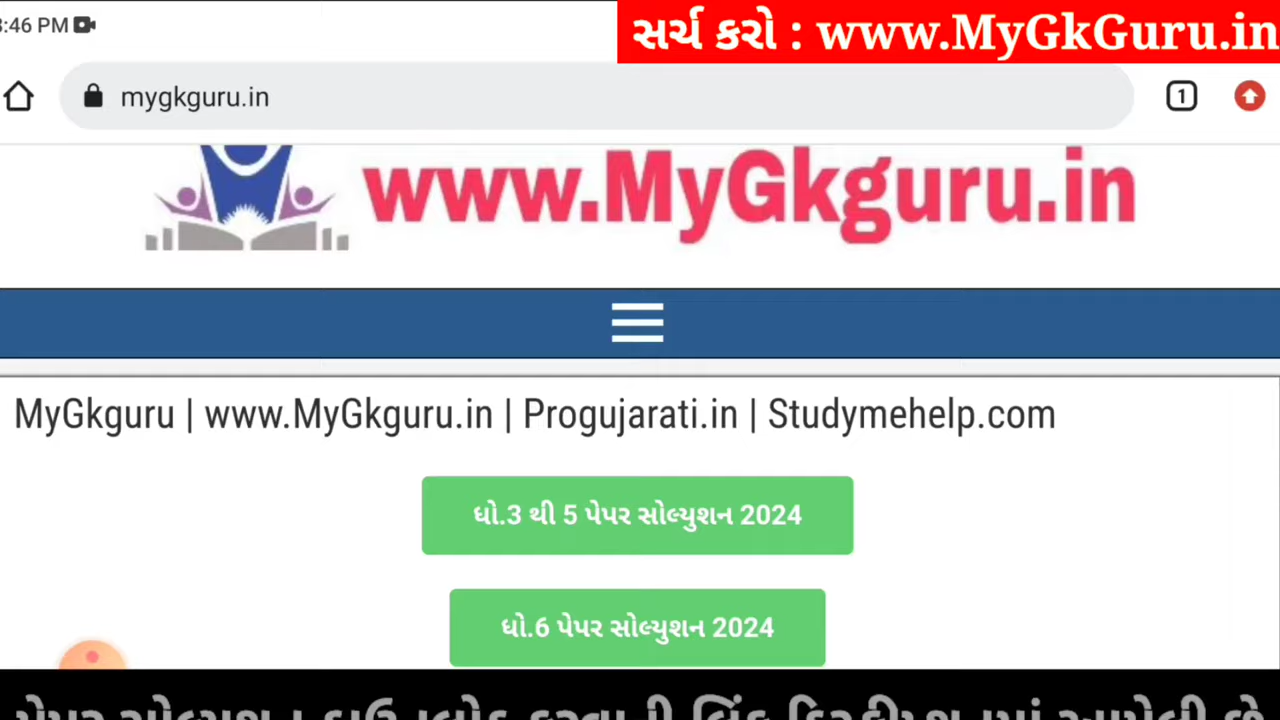 :46 PM
સર્ચ કરો : www.MyGkGuru.in
mygkguru.in
1
www.MyGkguru.in
MyGkguru | www.MyGkguru.in | Progujarati.in | Studymehelp.com
ધો.3 થી 5 પેપર સોલ્યુશન 2024
ધો.6 પેપર સોલ્યુશન 2024